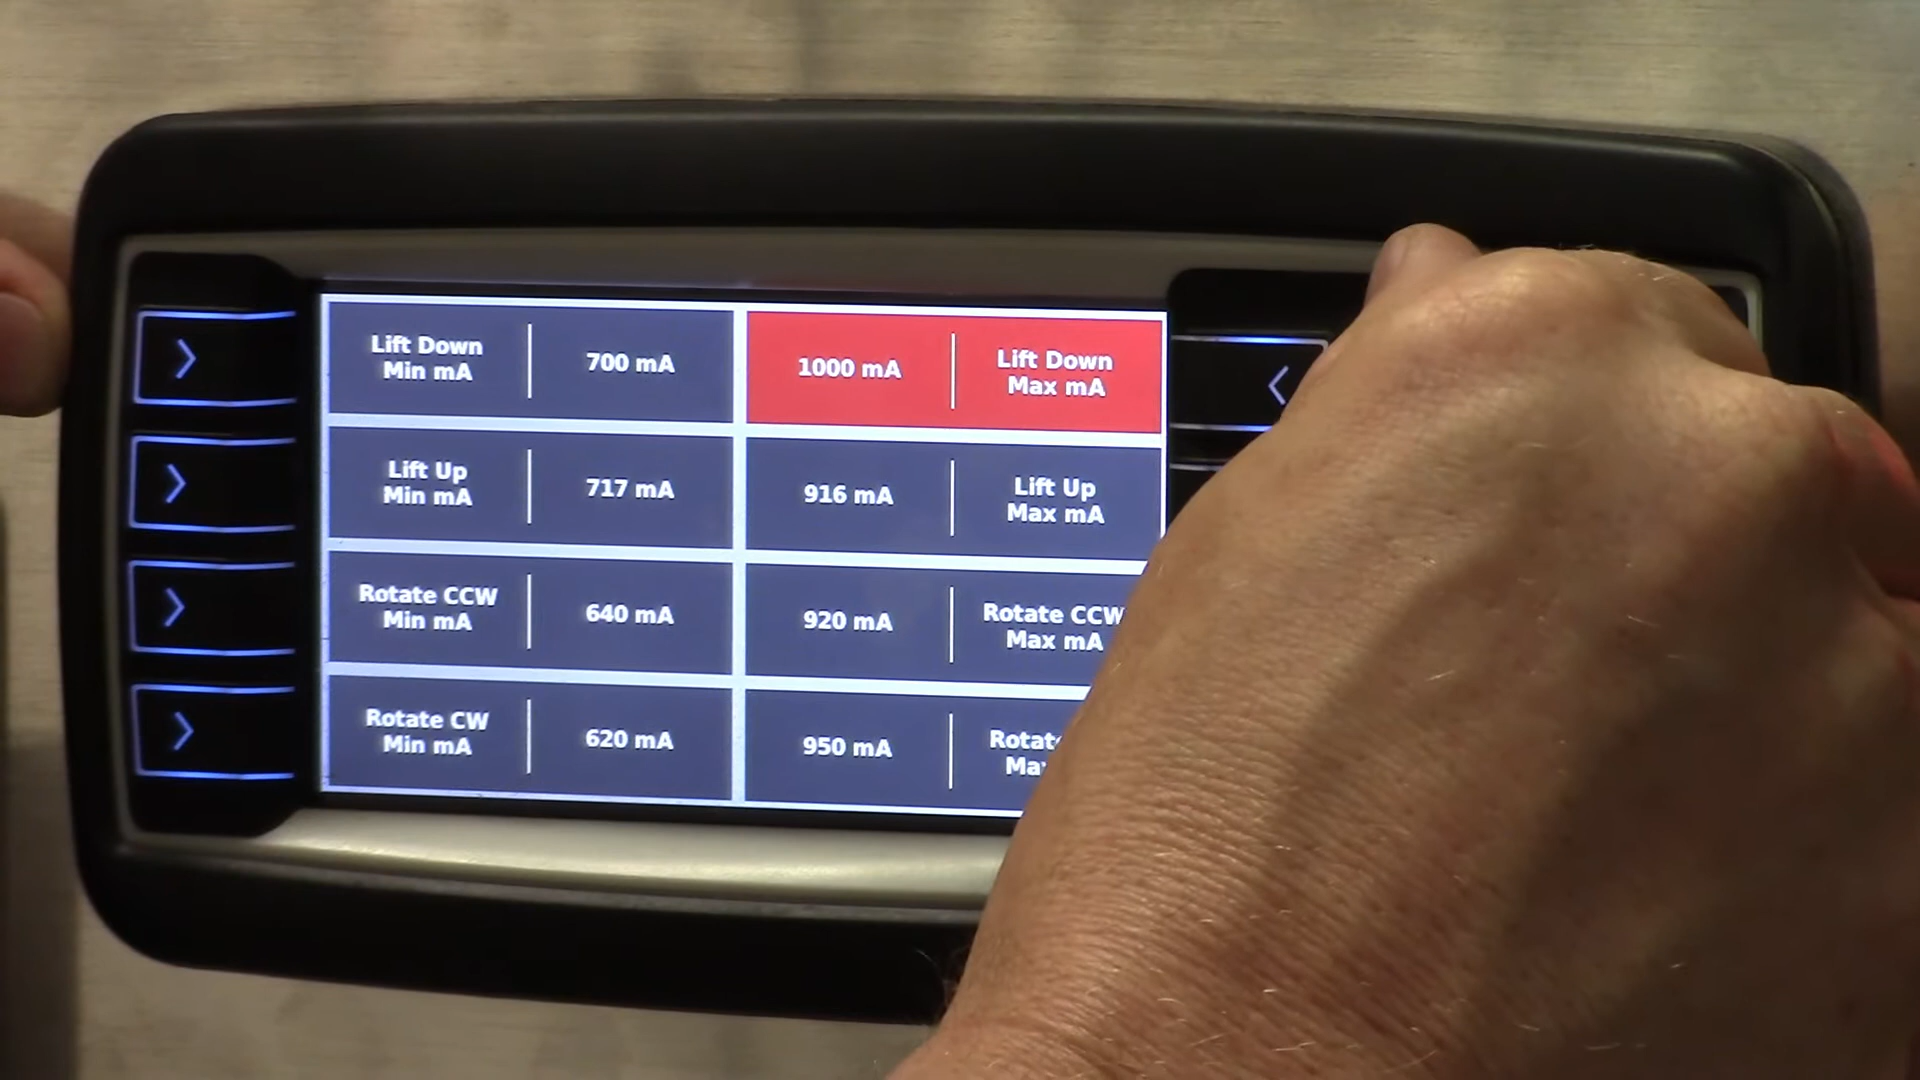 Lift Down
Min mA
700 mA
1000 mA
Lift Down
Max mA
Lift Up
Min mA
717 mA
916 mA
Lift Up
Max mA
Rotate CCW
Min mA
640 mA
920 mA
Rotate CCW
Max mA
Rotate CW
Min mA
620 mA
950 mA